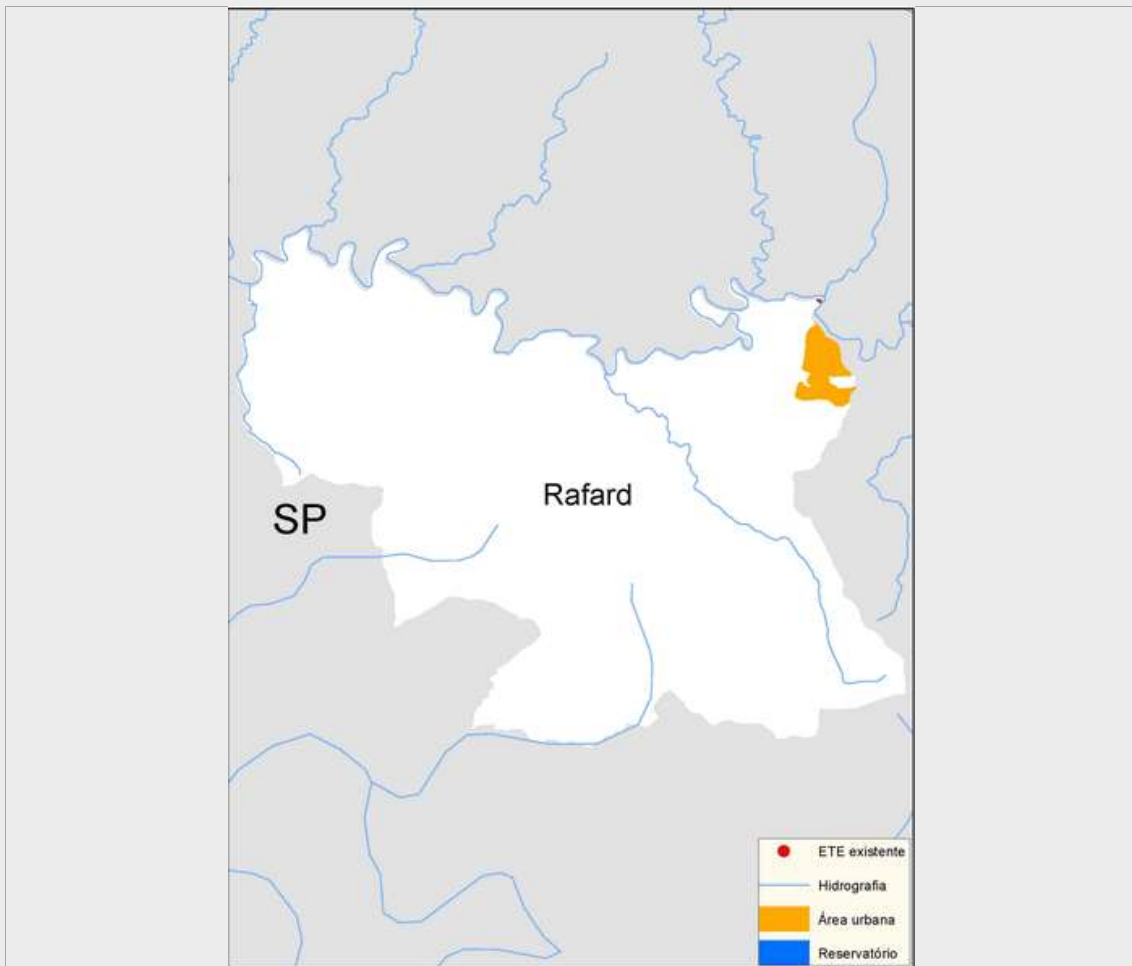 Rafard
SP
ETE existente
Hidrografia
Área urbana
Reservatório